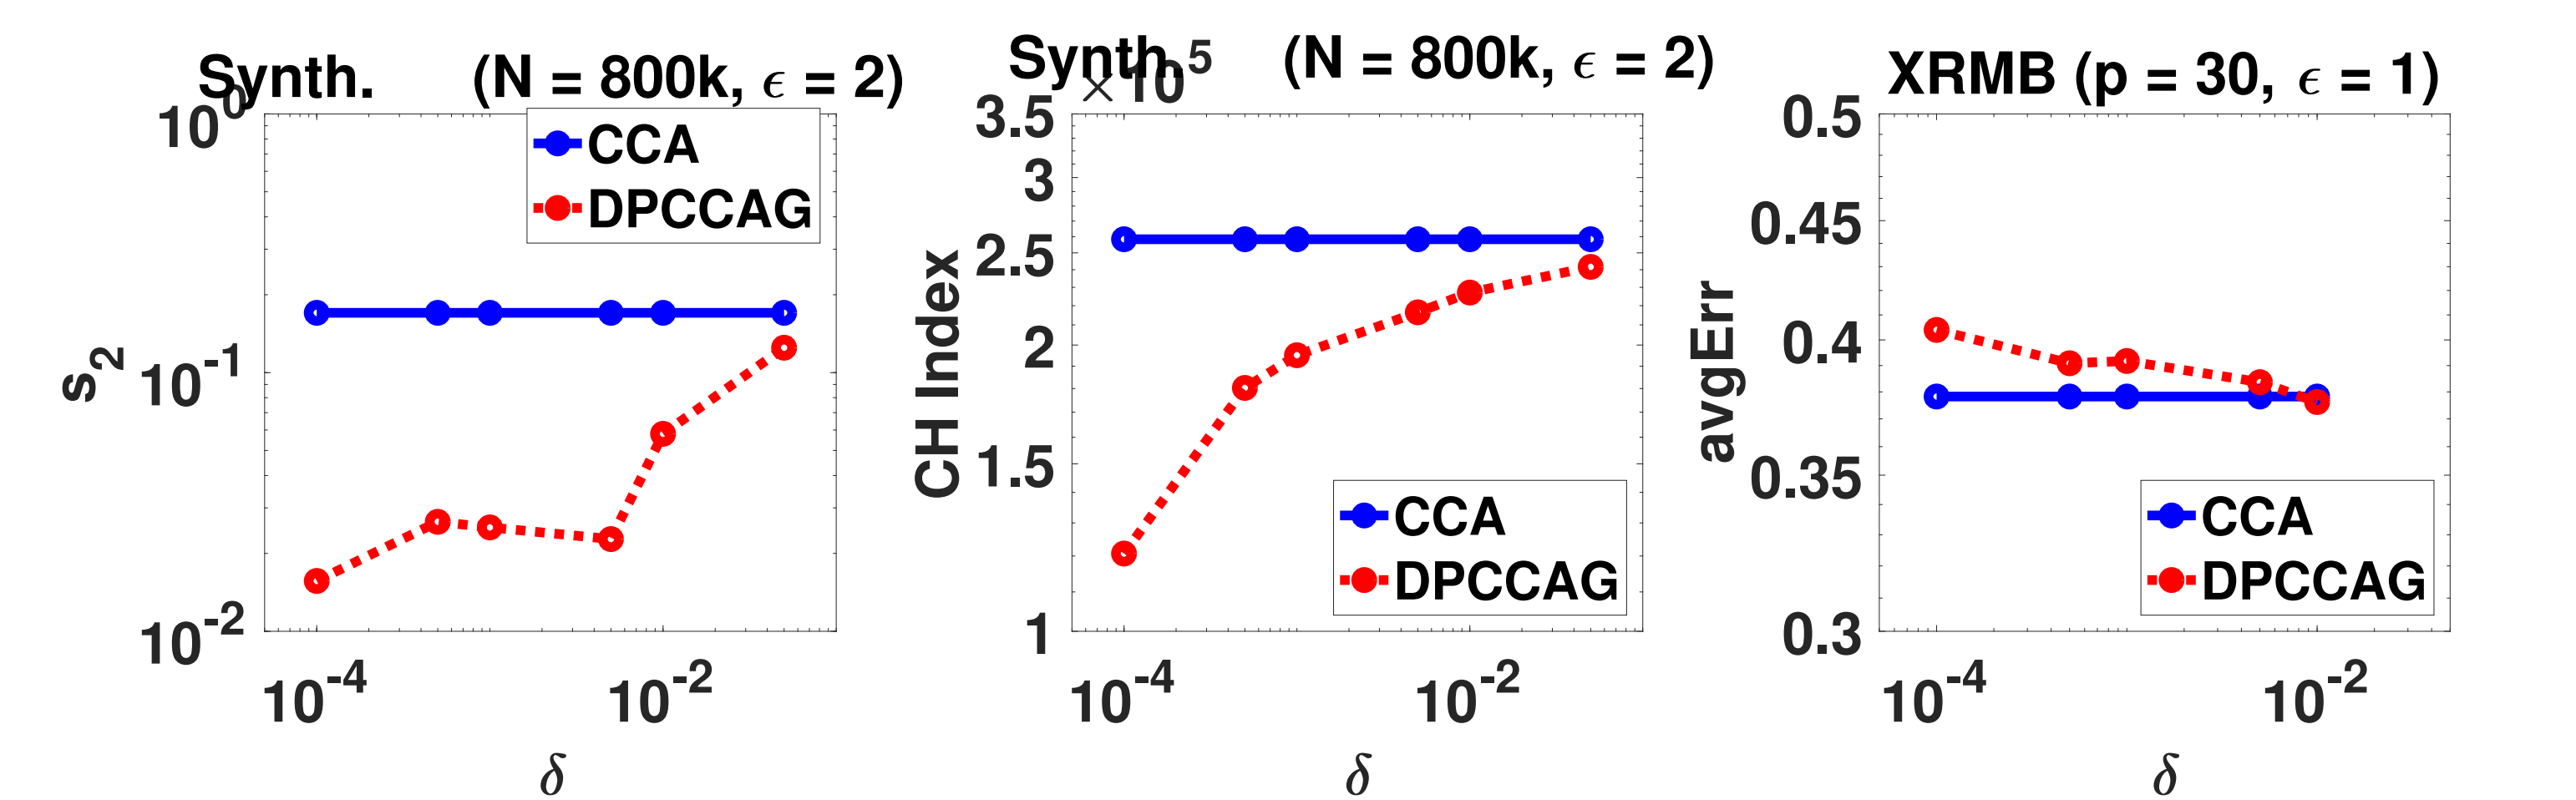 Synth. (N = 800k, ϵ = 2)
10^0
10^-1
10^-2
s_2
CCA
DPCCAG
10^-4
10^-2
δ
Synth. (N = 800k, ϵ = 2)
×10^5
3.5
3
2.5
2
1.5
1
CH Index
CCA
DPCCAG
10^-4
10^-2
δ
XRMB (p = 30, ϵ = 1)
0.5
0.45
0.4
0.35
0.3
avgErr
CCA
DPCCAG
10^-4
10^-2
δ